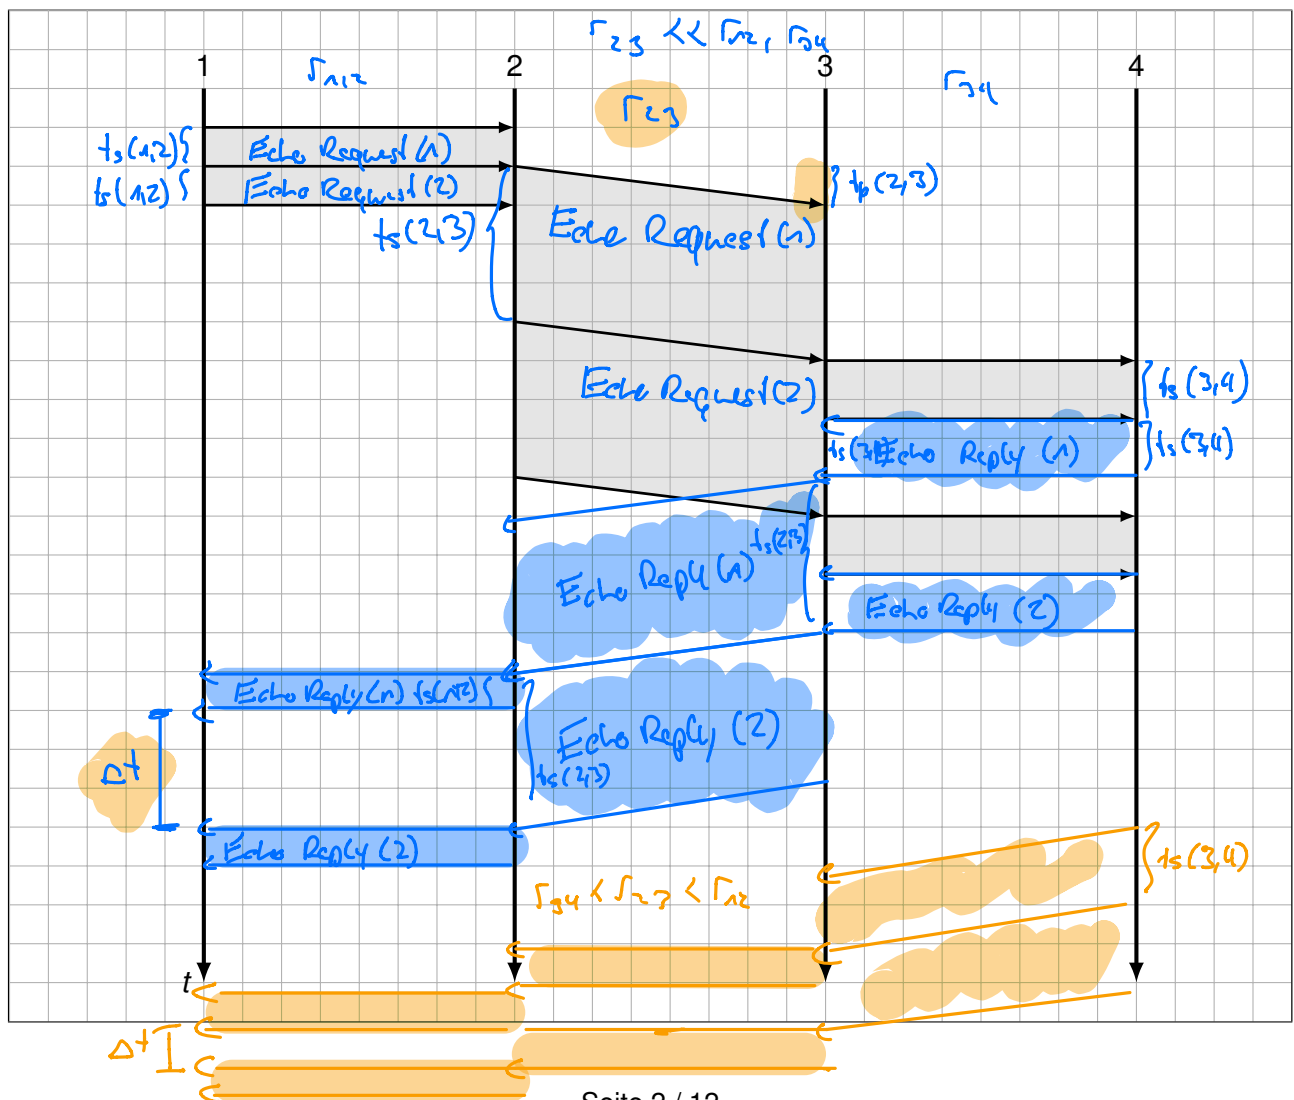 r23 << r12, r34
1 r1,2 2 3 r34 4
r23
ts(1,2) Echo Request (1)
tp(2,3)
ts(1,2) Echo Request (2)
ts(2,3) Echo Request (1)
Echo Request (2) ts(3,4)
Echo Reply (1) ts(3,4)
ts(2,3)
Echo Reply (1)
Echo Reply (2)
Echo Reply (1) ts(1,2)
Echo Reply (2)
Δt ts(2,3)
Echo Reply (2)
ts(3,4)
r34 < r23 < r12
t
Δt